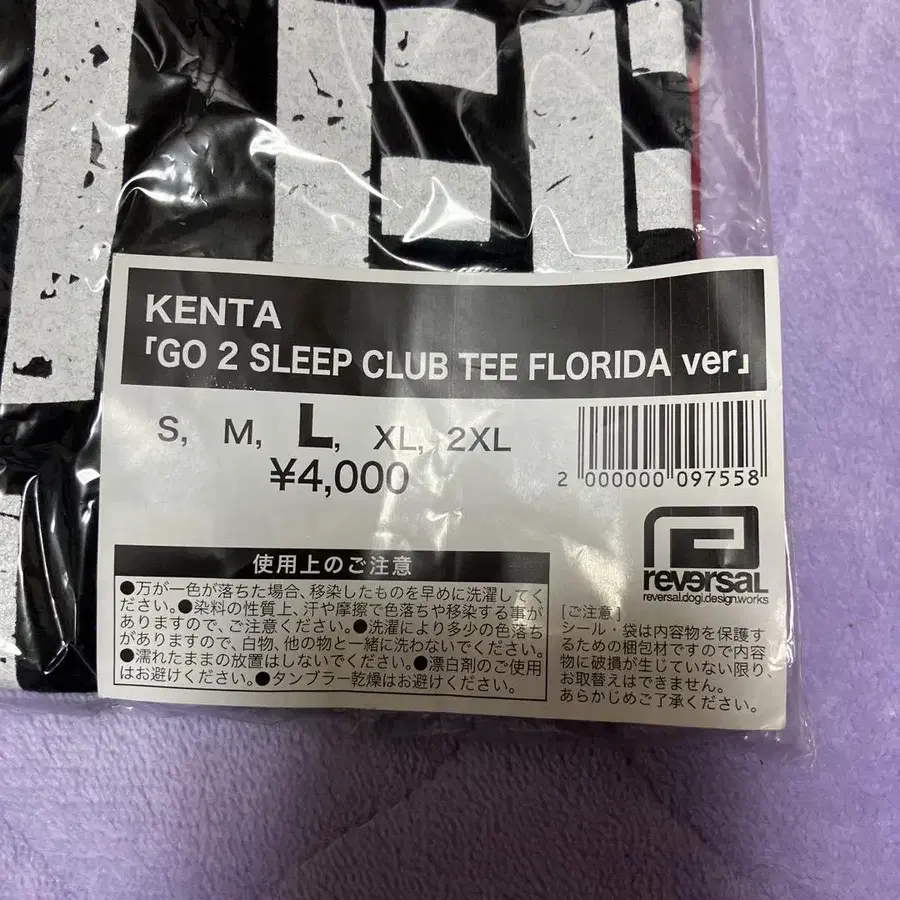 KENTA
「GO 2 SLEEP CLUB TEE FLORIDA ver」
S, M, L, XL, 2XL
¥4,000
2 000000 097558
reversal
reversal.dogi.design.works
使用上のご注意
●万が一色が落ちた場合、移染したものを早めに洗濯してく
ださい。●染料の性質上、汗や摩擦で色落ちや移染する事が
ありますので、ご注意ください。●洗濯により多少の色落ち
がありますので、白物、他の物と一緒に洗わないでください。
●濡れたままの放置はしないでください。●漂白剤のご使用
はお避けください。●タンブラー乾燥はお避けください。
[ご注意]
シール・袋は内容物を保護す
るための梱包材ですので内容
物に破損が生じていない限り、
お取替えはできません。
あらかじめご了承ください。